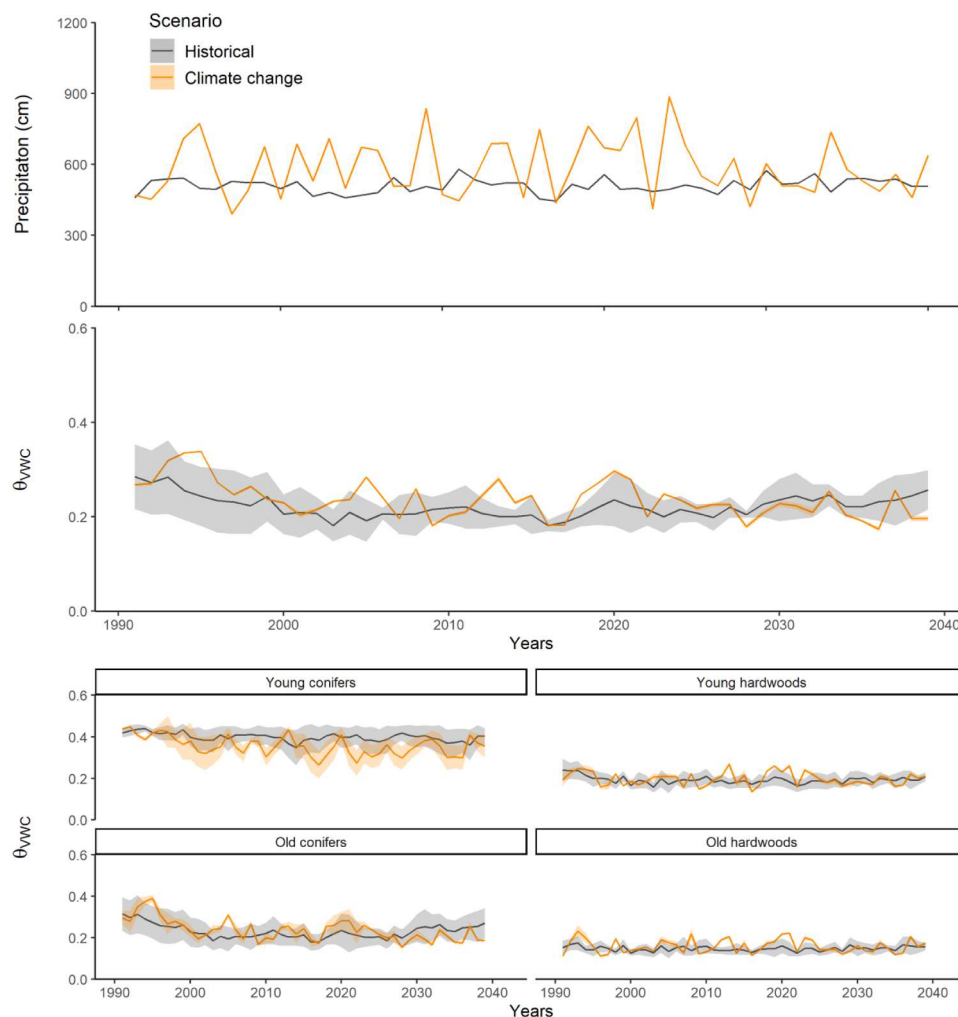 Scenario
Historical
Climate change
1200
900
600
300
0
Precipitaton (cm)
0.6
0.4
0.2
0.0
θVWC
1990 2000 2010 2020 2030 2040
Years
Young conifers Young hardwoods
0.6
0.4
0.2
0.0
Old conifers Old hardwoods
0.6
0.4
0.2
0.0
θVWC
1990 2000 2010 2020 2030 2040 1990 2000 2010 2020 2030 2040
Years